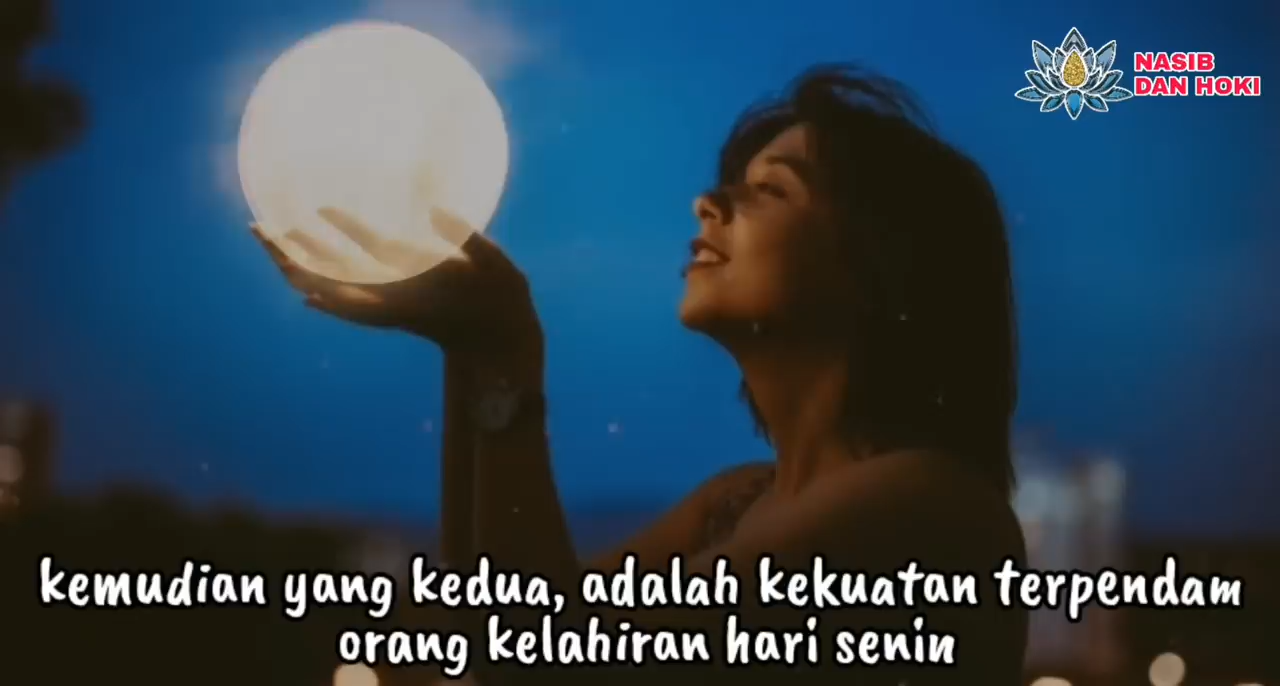 NASIB
DAN HOKI
kemudian yang kedua, adalah kekuatan terpendam
orang kelahiran hari senin